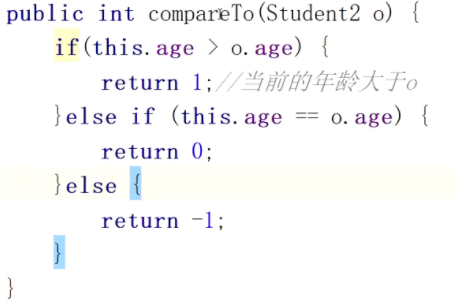 public int compareTo(Student2 o) {
if(this.age > o.age) {
return 1;//当前的年龄大于o
}else if (this.age == o.age) {
return 0;
}else {
return -1;
}
}